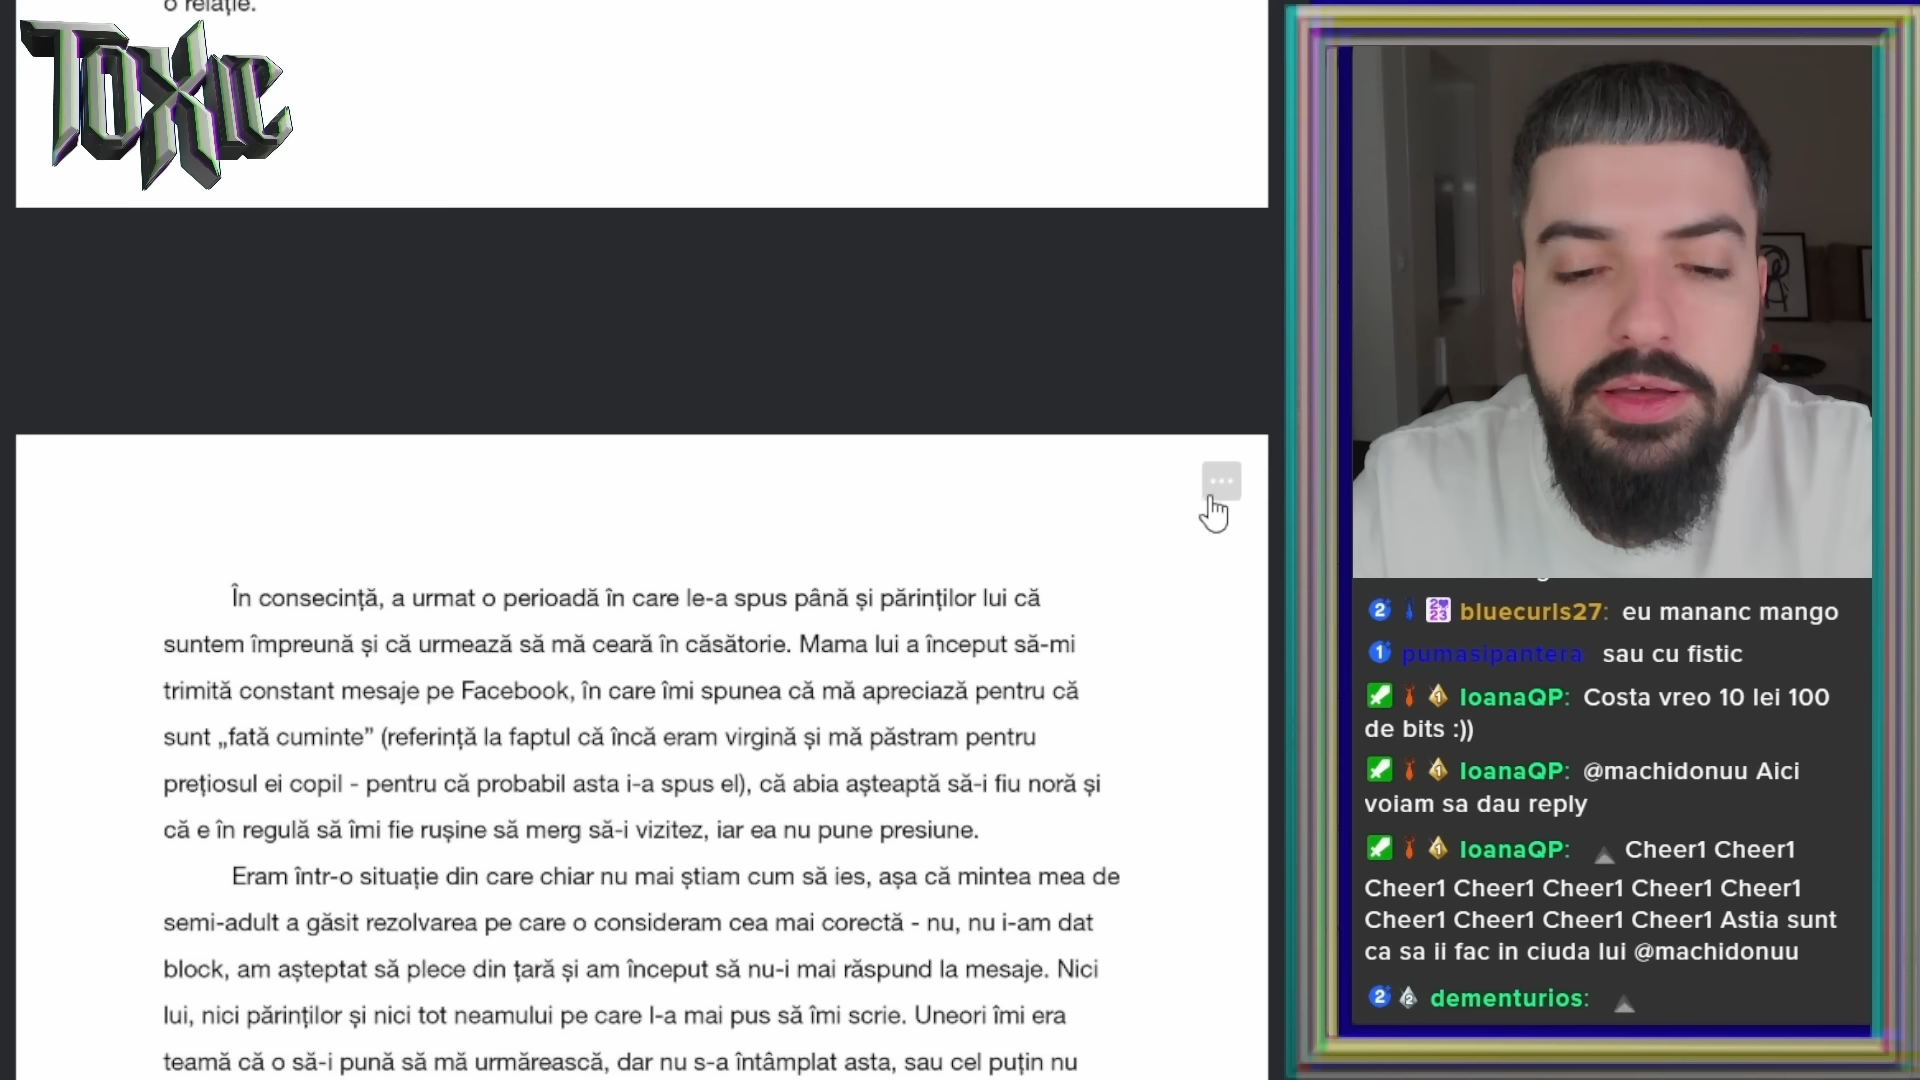 o relație.
TOXIC
În consecință, a urmat o perioadă în care le-a spus până și părinților lui că
suntem împreună și că urmează să mă ceară în căsătorie. Mama lui a început să-mi
trimită constant mesaje pe Facebook, în care îmi spunea că mă apreciază pentru că
sunt „fată cuminte” (referință la faptul că încă eram virgină și mă păstram pentru
prețiosul ei copil - pentru că probabil asta i-a spus el), că abia așteaptă să-i fiu noră și
că e în regulă să îmi fie rușine să merg să-i vizitez, iar ea nu pune presiune.
Eram într-o situație din care chiar nu mai știam cum să ies, așa că mintea mea de
semi-adult a găsit rezolvarea pe care o consideram cea mai corectă - nu, nu i-am dat
block, am așteptat să plece din țară și am început să nu-i mai răspund la mesaje. Nici
lui, nici părinților și nici tot neamului pe care l-a mai pus să îmi scrie. Uneori îmi era
teamă că o să-i pună să mă urmărească, dar nu s-a întâmplat asta, sau cel puțin nu
bluecurls27: eu mananc mango
pumasipantera sau cu fistic
IoanaQP: Costa vreo 10 lei 100
de bits :))
IoanaQP: @machidonuu Aici
voiam sa dau reply
IoanaQP: Cheer1 Cheer1
Cheer1 Cheer1 Cheer1 Cheer1 Cheer1
Cheer1 Cheer1 Cheer1 Cheer1 Astia sunt
ca sa ii fac in ciuda lui @machidonuu
dementurios: